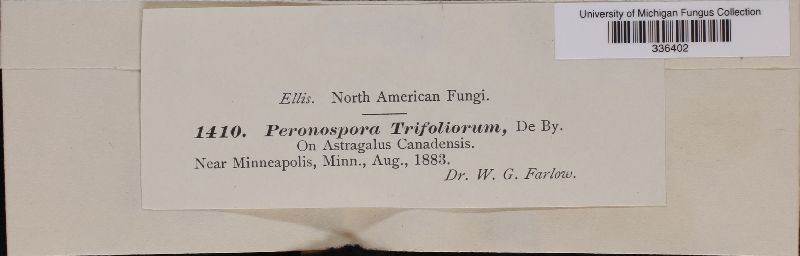 University of Michigan Fungus Collection
336402
Ellis. North American Fungi.
1410. Peronospora Trifoliorum, De By.
On Astragalus Canadensis.
Near Minneapolis, Minn., Aug., 1883.
Dr. W. G. Farlow.